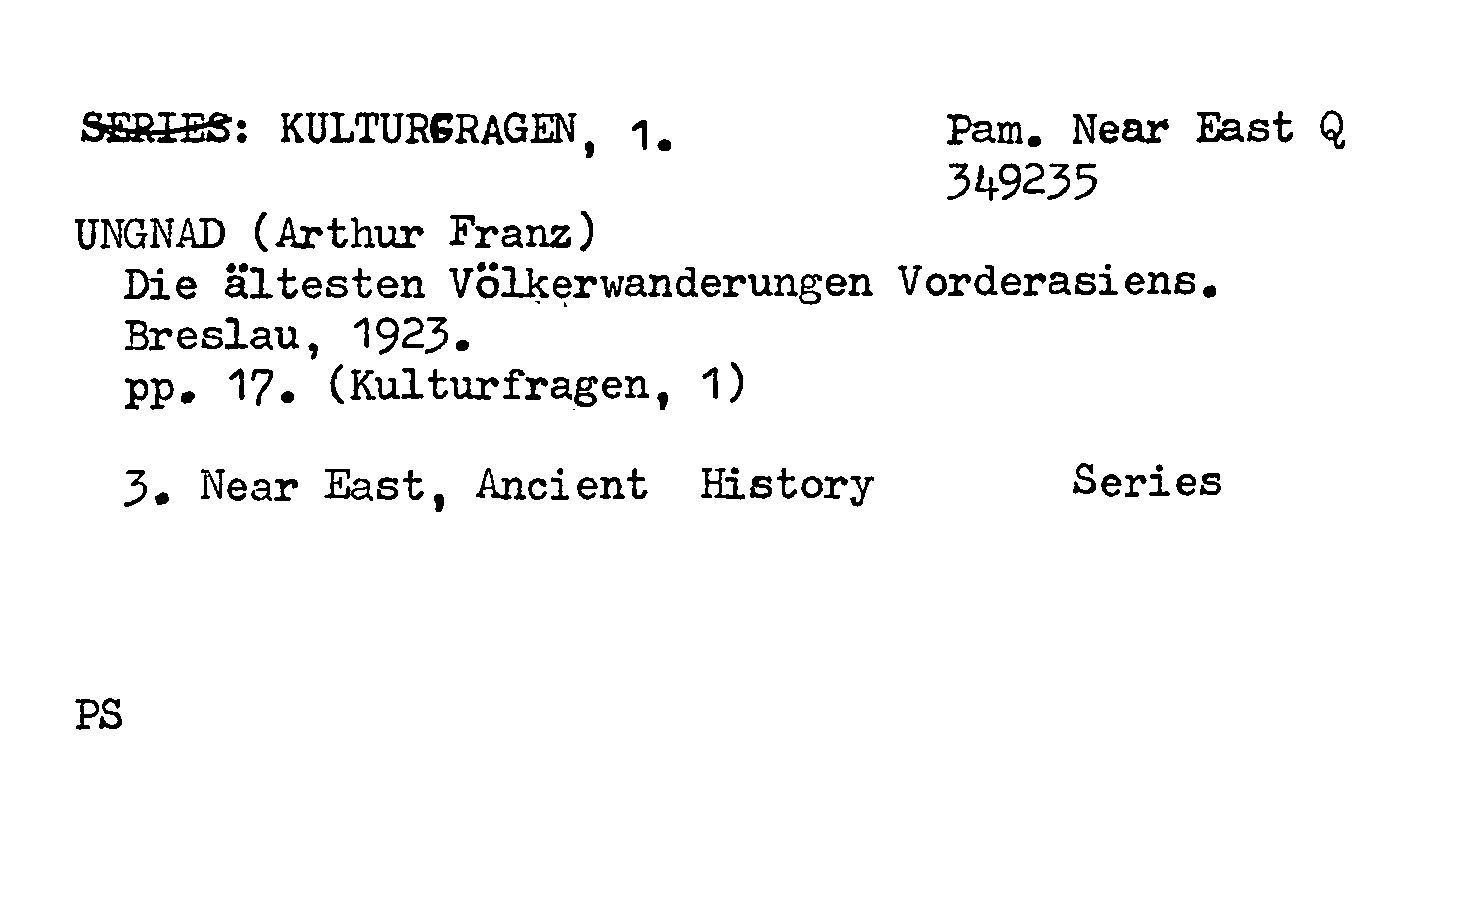 SERIES: KULTURFRAGEN, 1.
Pam. Near East Q
349235
UNGNAD (Arthur Franz)
Die ältesten Völkerwanderungen Vorderasiens.
Breslau, 1923.
pp. 17. (Kulturfragen, 1)
3. Near East, Ancient History Series
PS